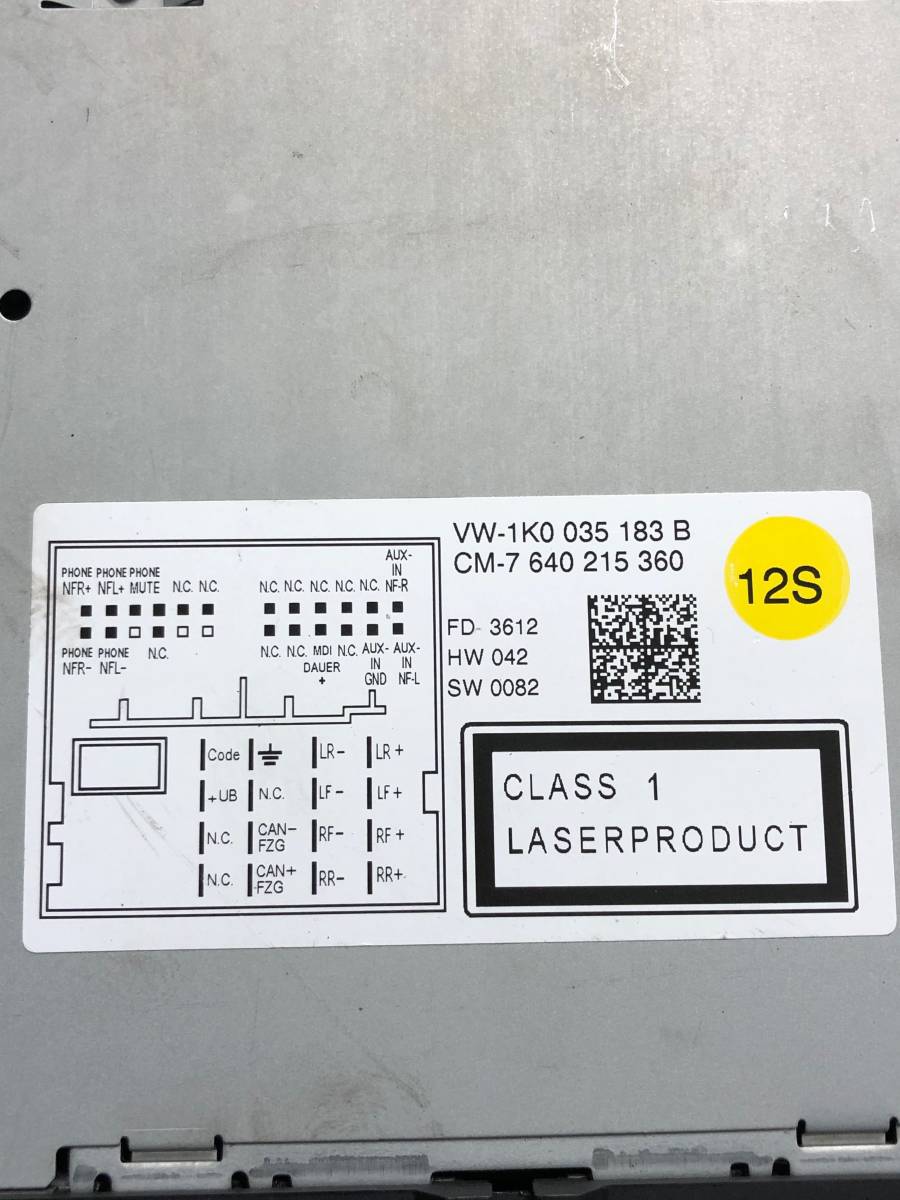 VW-1K0 035 183 B
CM-7 640 215 360
12S
FD- 3612
HW 042
SW 0082
CLASS 1
LASERPRODUCT
AUX-
IN
PHONE PHONE PHONE
NFR+ NFL+ MUTE N.C. N.C. N.C. N.C. N.C. N.C. N.C. NF-R
PHONE PHONE N.C. N.C. N.C. MDI N.C. AUX- AUX-
NFR- NFL- DAUER IN IN
+ GND NF-L
Code LR- LR+
+UB N.C. LF- LF+
N.C. CAN- RF- RF+
FZG
N.C. CAN+ RR- RR+
FZG